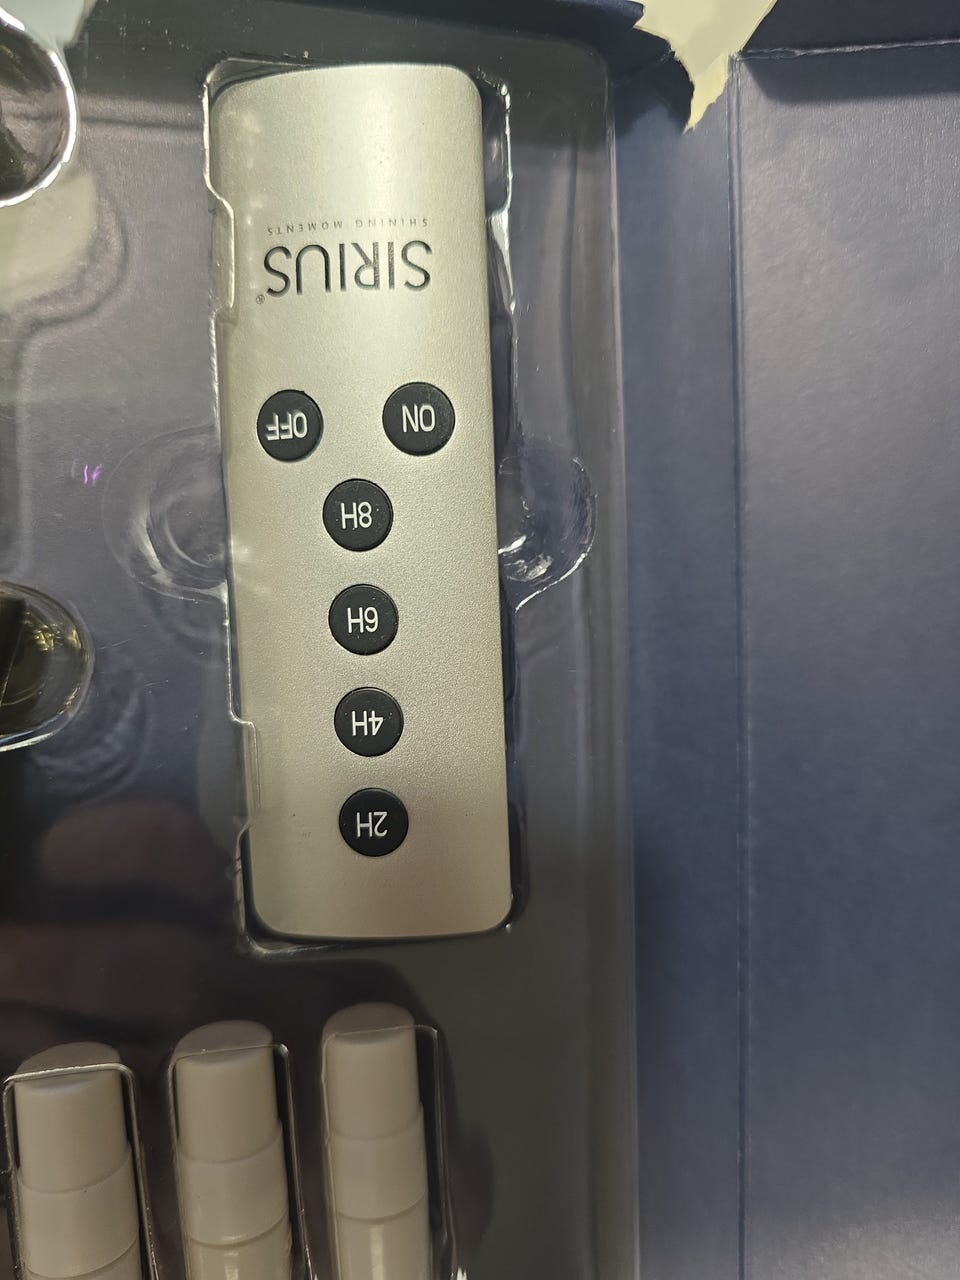 2H
4H
6H
8H
ON OFF
SIRIUS®
SHINING MOMENTS